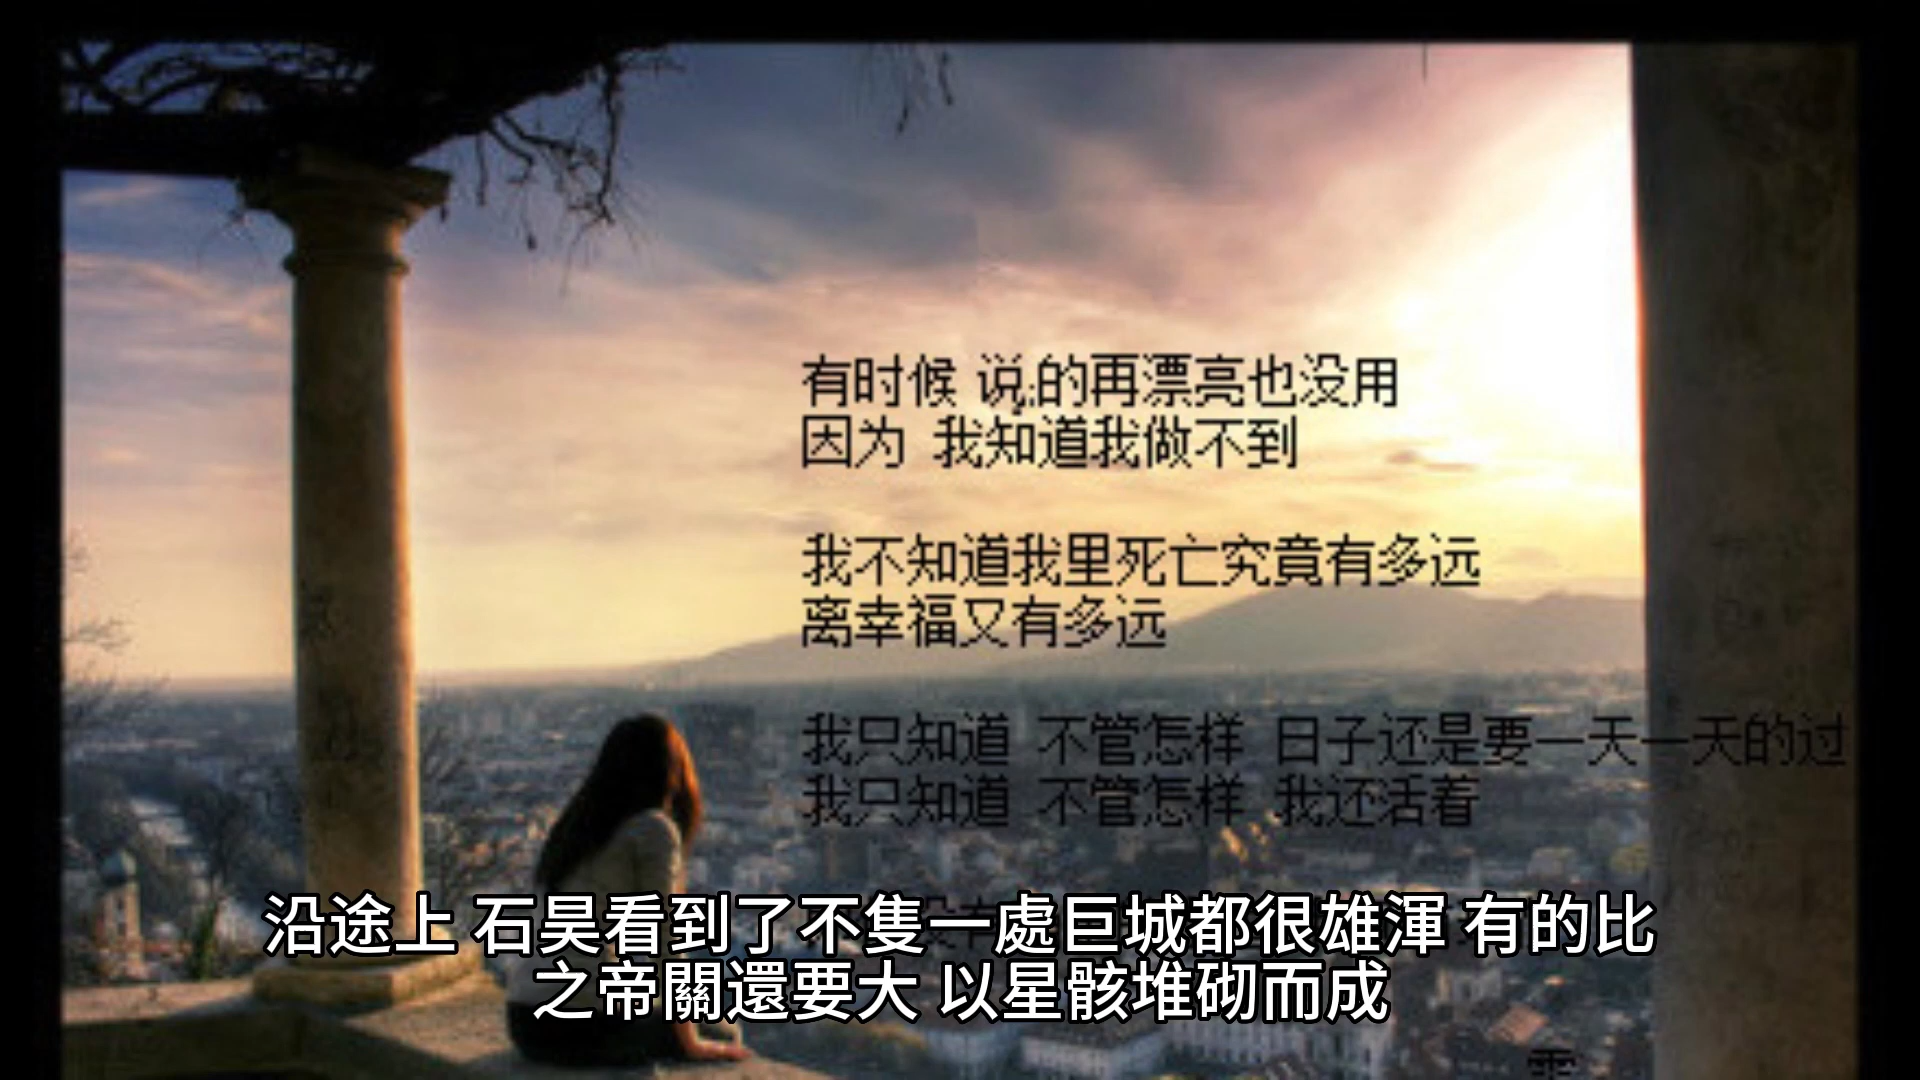 有时候 说的再漂亮也没用
因为 我知道我做不到
我不知道我里死亡究竟有多远
离幸福又有多远
我只知道 不管怎样 日子还是要一天一天的过
我只知道 不管怎样 我还活着
沿途上 石昊看到了不隻一處巨城都很雄渾 有的比
之帝關還要大 以星骸堆砌而成